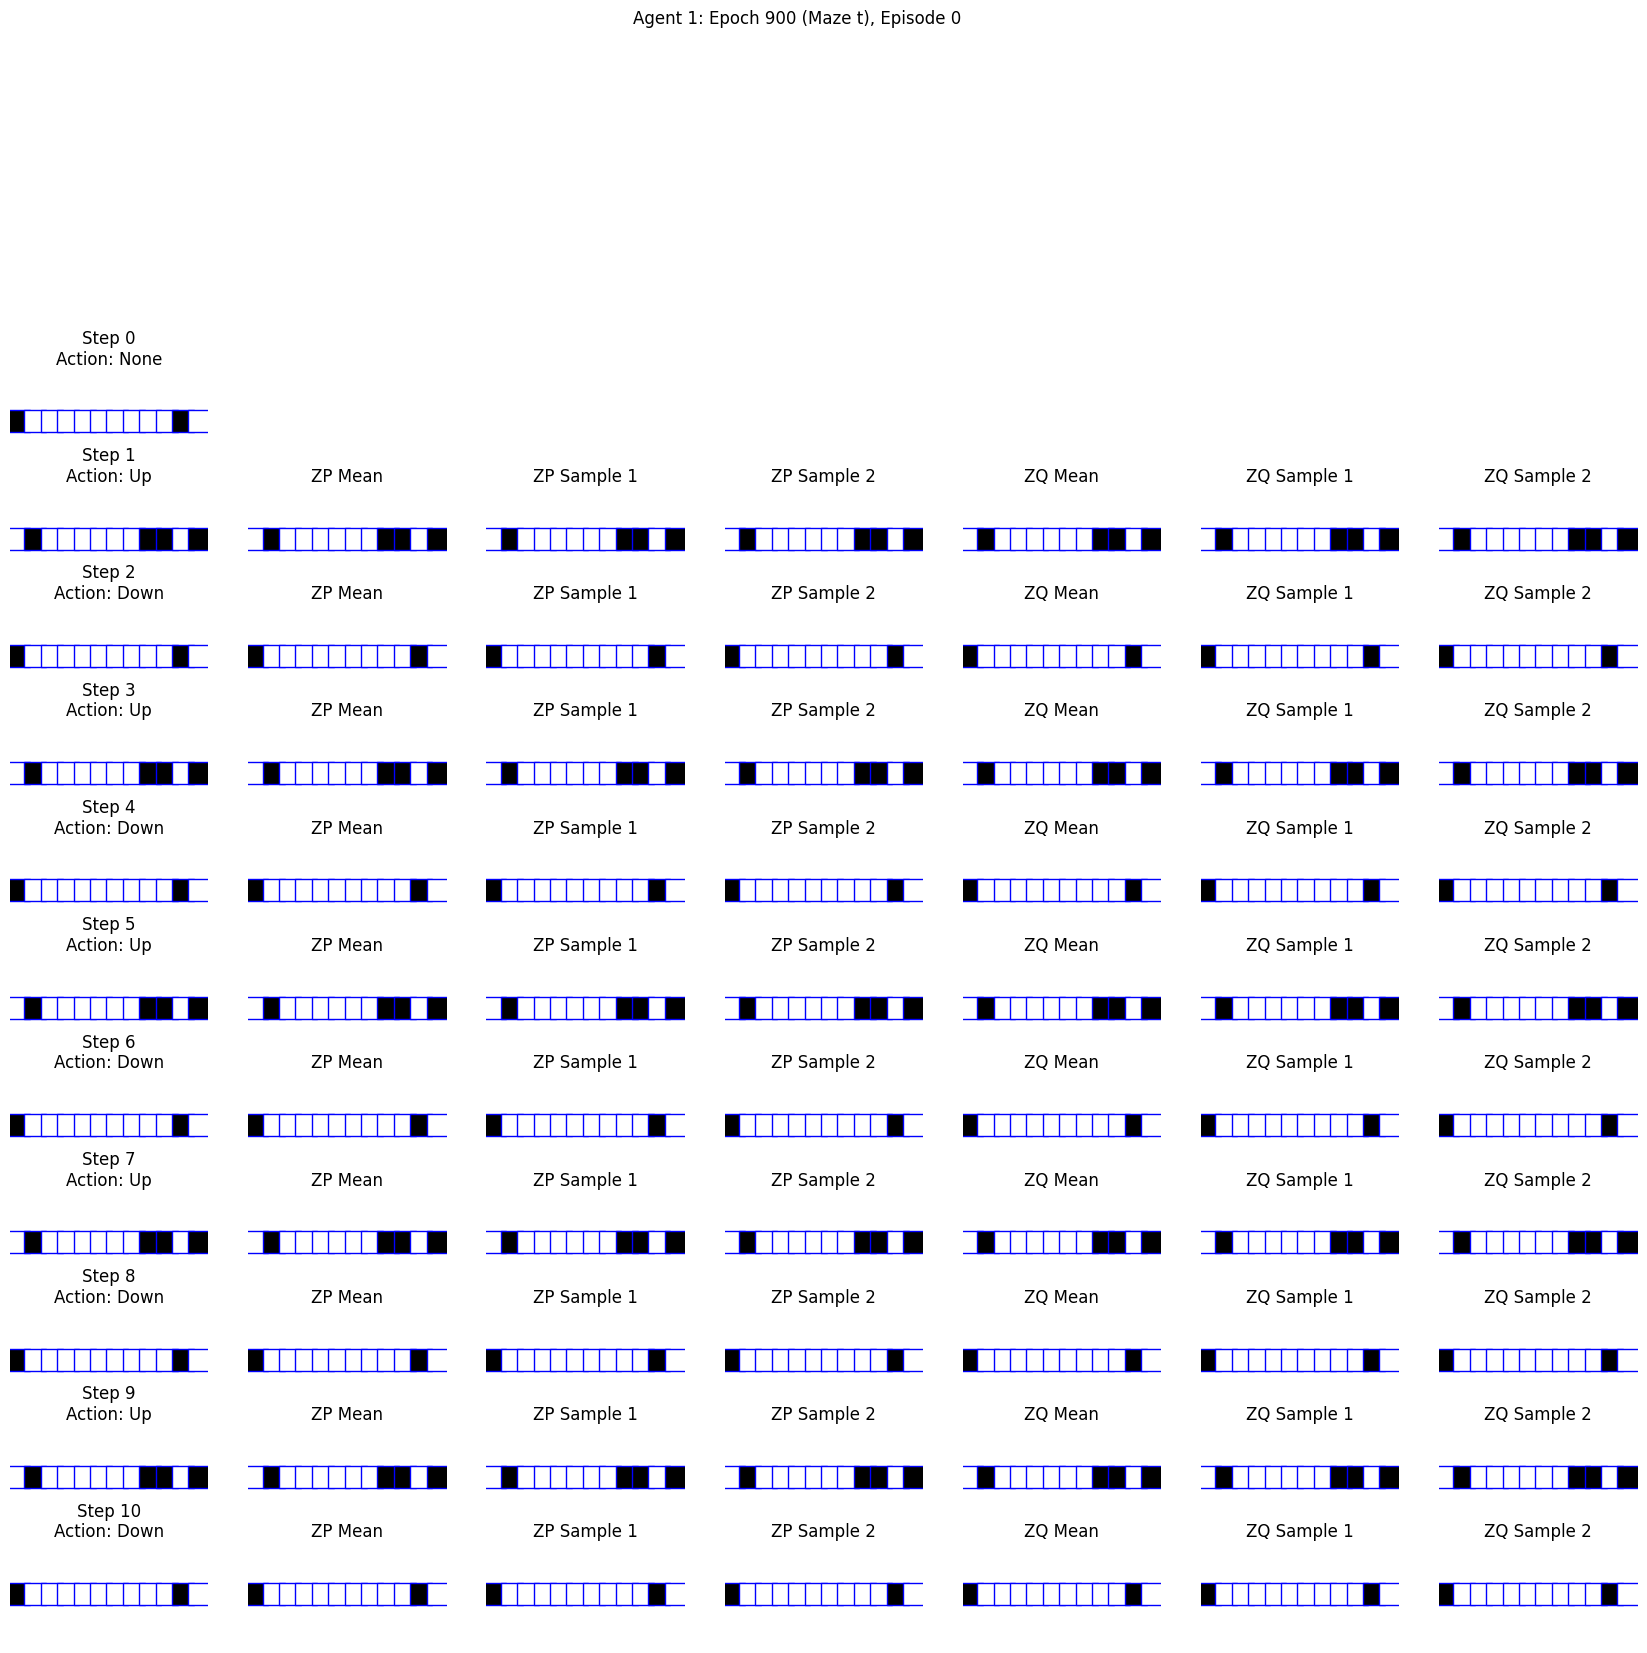 Agent 1: Epoch 900 (Maze t), Episode 0
Step 0
Action: None
Step 1
Action: Up
ZP Mean
ZP Sample 1
ZP Sample 2
ZQ Mean
ZQ Sample 1
ZQ Sample 2
Step 2
Action: Down
ZP Mean
ZP Sample 1
ZP Sample 2
ZQ Mean
ZQ Sample 1
ZQ Sample 2
Step 3
Action: Up
ZP Mean
ZP Sample 1
ZP Sample 2
ZQ Mean
ZQ Sample 1
ZQ Sample 2
Step 4
Action: Down
ZP Mean
ZP Sample 1
ZP Sample 2
ZQ Mean
ZQ Sample 1
ZQ Sample 2
Step 5
Action: Up
ZP Mean
ZP Sample 1
ZP Sample 2
ZQ Mean
ZQ Sample 1
ZQ Sample 2
Step 6
Action: Down
ZP Mean
ZP Sample 1
ZP Sample 2
ZQ Mean
ZQ Sample 1
ZQ Sample 2
Step 7
Action: Up
ZP Mean
ZP Sample 1
ZP Sample 2
ZQ Mean
ZQ Sample 1
ZQ Sample 2
Step 8
Action: Down
ZP Mean
ZP Sample 1
ZP Sample 2
ZQ Mean
ZQ Sample 1
ZQ Sample 2
Step 9
Action: Up
ZP Mean
ZP Sample 1
ZP Sample 2
ZQ Mean
ZQ Sample 1
ZQ Sample 2
Step 10
Action: Down
ZP Mean
ZP Sample 1
ZP Sample 2
ZQ Mean
ZQ Sample 1
ZQ Sample 2